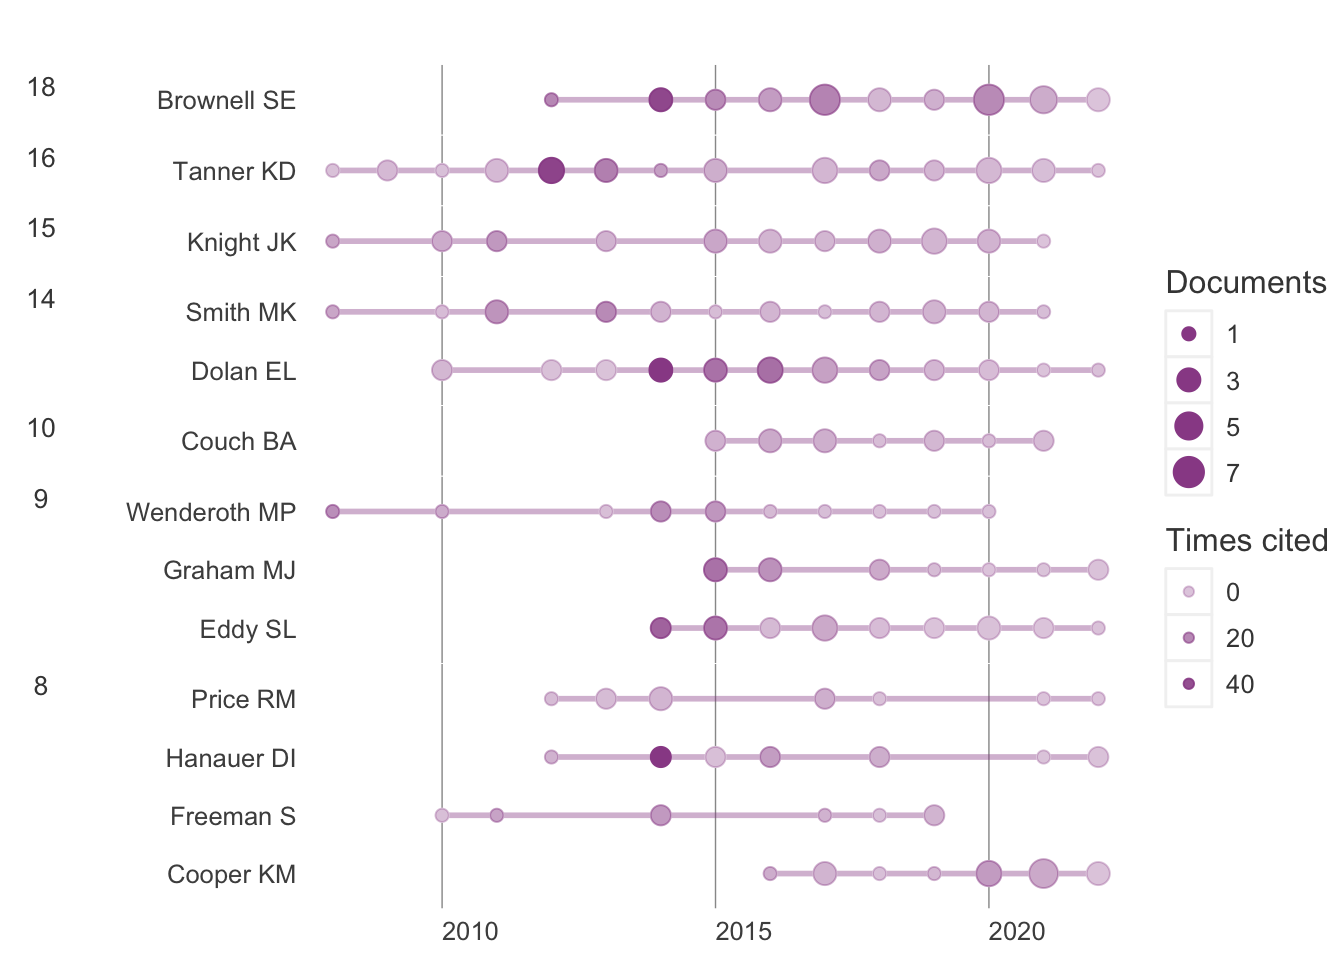 18 Brownell SE
16 Tanner KD
15 Knight JK
14 Smith MK
Dolan EL
10 Couch BA
9 Wenderoth MP
Graham MJ
Eddy SL
8 Price RM
Hanauer DI
Freeman S
Cooper KM
2010 2015 2020
Documents
1
3
5
7
Times cited
0
20
40